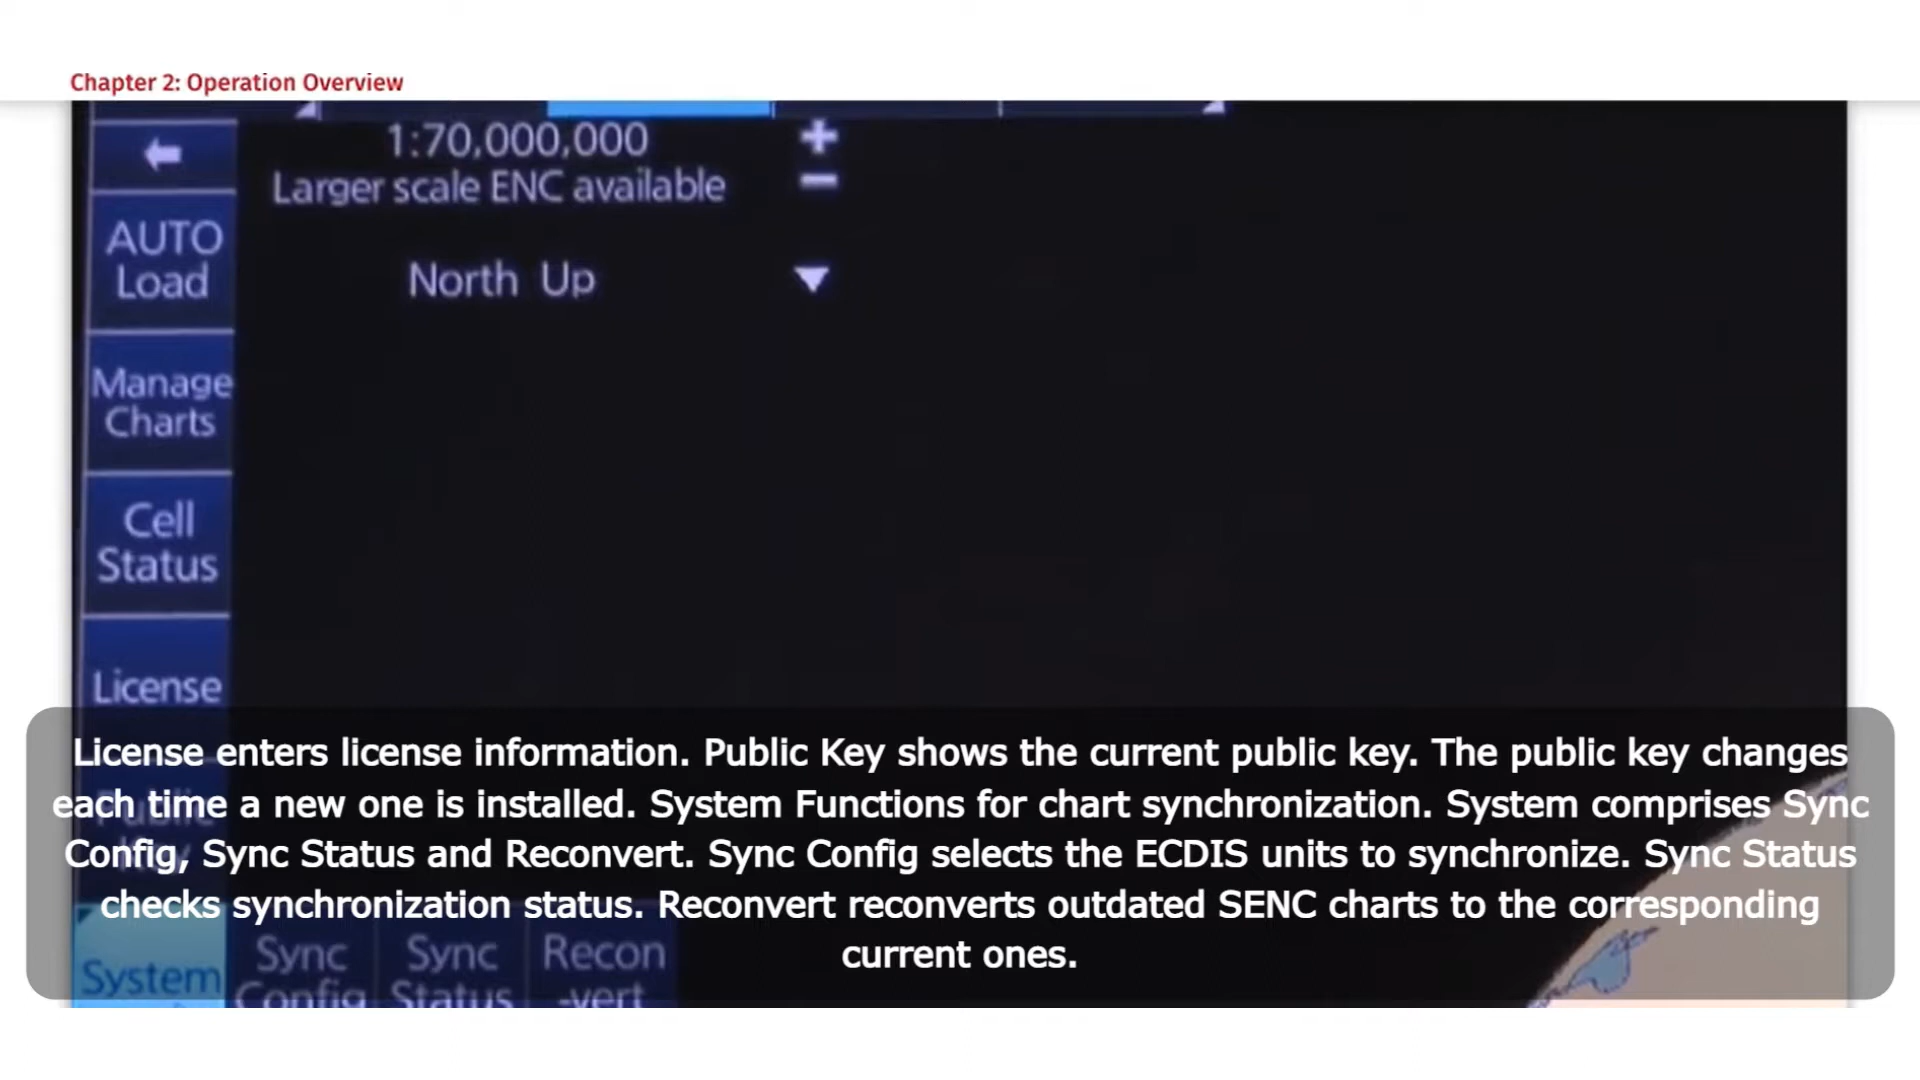 Chapter 2: Operation Overview
1:70,000,000
Larger scale ENC available
North Up
AUTO
Load
Manage
Charts
Cell
Status
License
Public
License enters license information. Public Key shows the current public key. The public key changes
each time a new one is installed. System Functions for chart synchronization. System comprises Sync
Config, Sync Status and Reconvert. Sync Config selects the ECDIS units to synchronize. Sync Status
checks synchronization status. Reconvert reconverts outdated SENC charts to the corresponding
current ones.
System
Sync
Config
Sync
Status
Recon
-vert